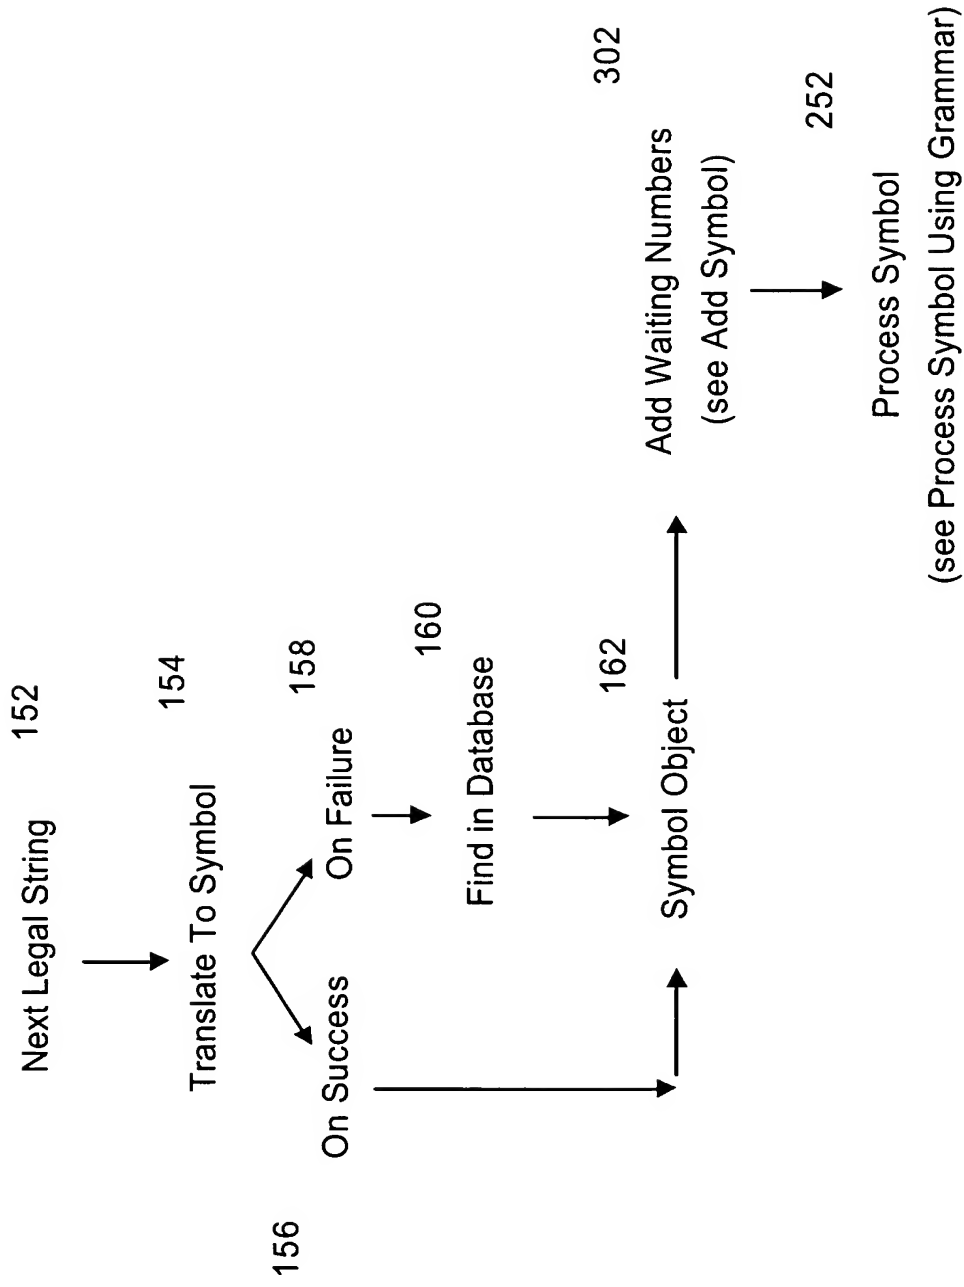 152
Next Legal String
154
Translate To Symbol
156
158
On Success
On Failure
160
Find in Database
162
Symbol Object
302
Add Waiting Numbers
(see Add Symbol)
252
Process Symbol
(see Process Symbol Using Grammar)